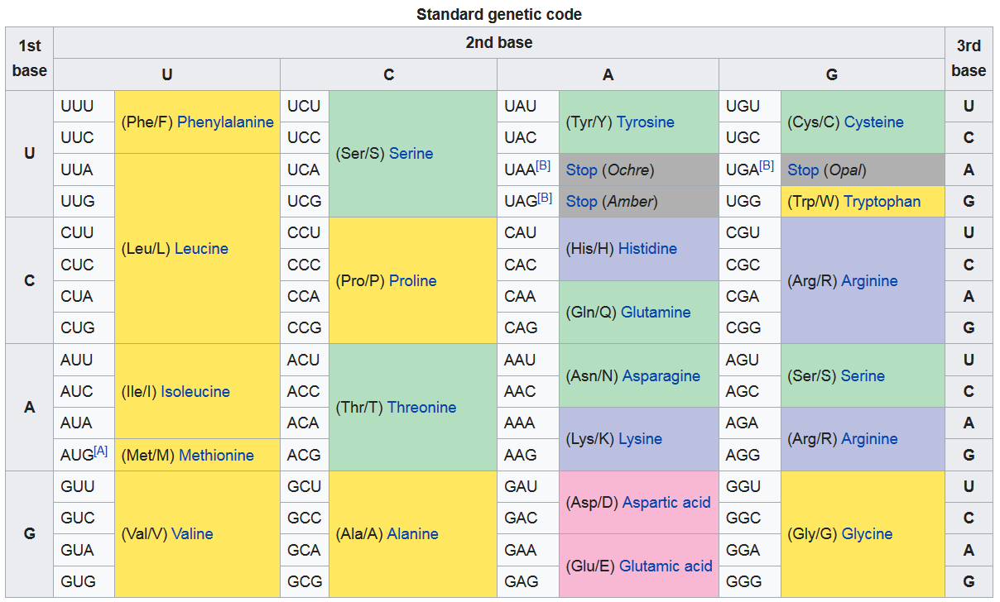 Standard genetic code
1st base 2nd base 3rd base
U C A G
U UUU (Phe/F) Phenylalanine UCU (Ser/S) Serine UAU (Tyr/Y) Tyrosine UGU (Cys/C) Cysteine U
UUC UCC UAC UGC C
UUA (Leu/L) Leucine UCA UAA[B] Stop (Ochre) UGA[B] Stop (Opal) A
UUG UCG UAG[B] Stop (Amber) UGG (Trp/W) Tryptophan G
C CUU CCU (Pro/P) Proline CAU (His/H) Histidine CGU (Arg/R) Arginine U
CUC CCC CAC CGC C
CUA CCA CAA (Gln/Q) Glutamine CGA A
CUG CCG CAG CGG G
A AUU (Ile/I) Isoleucine ACU (Thr/T) Threonine AAU (Asn/N) Asparagine AGU (Ser/S) Serine U
AUC ACC AAC AGC C
AUA ACA AAA (Lys/K) Lysine AGA (Arg/R) Arginine A
AUG[A] (Met/M) Methionine ACG AAG AGG G
G GUU (Val/V) Valine GCU (Ala/A) Alanine GAU (Asp/D) Aspartic acid GGU (Gly/G) Glycine U
GUC GCC GAC GGC C
GUA GCA GAA (Glu/E) Glutamic acid GGA A
GUG GCG GAG GGG G